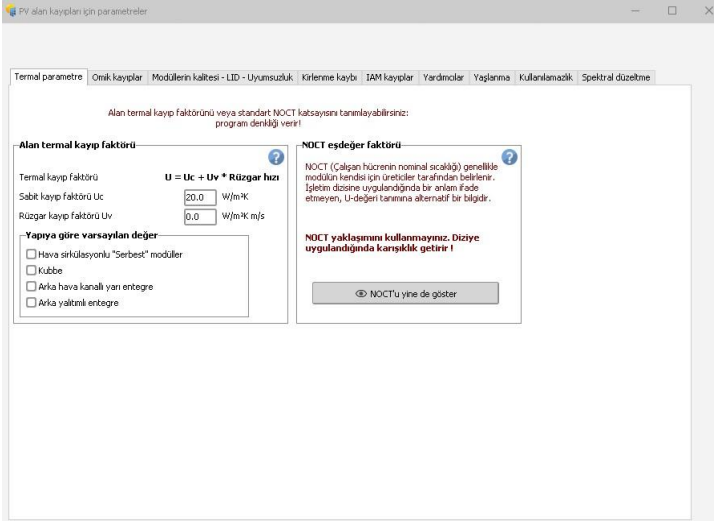 PV alan kayıpları için parametreler
Termal parametre Omik kayıplar Modüllerin kalitesi - LID - Uyumsuzluk Kirlenme kaybı IAM kayıplar Yardımcılar Yaşlanma Kullanılamazlık Spektral düzeltme
Alan termal kayıp faktörünü veya standart NOCT katsayısını tanımlayabilirsiniz:
program denkliği verir!
Alan termal kayıp faktörü
Termal kayıp faktörü U = Uc + Uv * Rüzgar hızı
Sabit kayıp faktörü Uc 20.0 W/m²K
Rüzgar kayıp faktörü Uv 0.0 W/m²K m/s
Yapıya göre varsayılan değer
Hava sirkülasyonlu "Serbest" modüller
Kubbe
Arka hava kanallı yarı entegre
Arka yalıtımlı entegre
NOCT eşdeğer faktörü
NOCT (Çalışan hücrenin nominal sıcaklığı) genellikle
modülün kendisi için üreticiler tarafından belirlenir.
İşletim dizisine uygulandığında bir anlam ifade
etmeyen, U-değeri tanımına alternatif bir bilgidir.
NOCT yaklaşımını kullanmayınız. Diziye
uygulandığında karışıklık getirir !
NOCT'u yine de göster